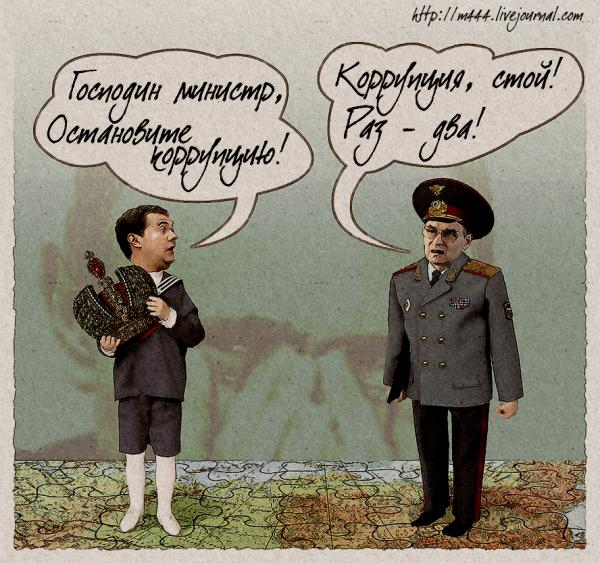 http://m444.livejournal.com
Господин министр,
Остановите
коррупцию!
Коррупция, стой!
Раз - два!